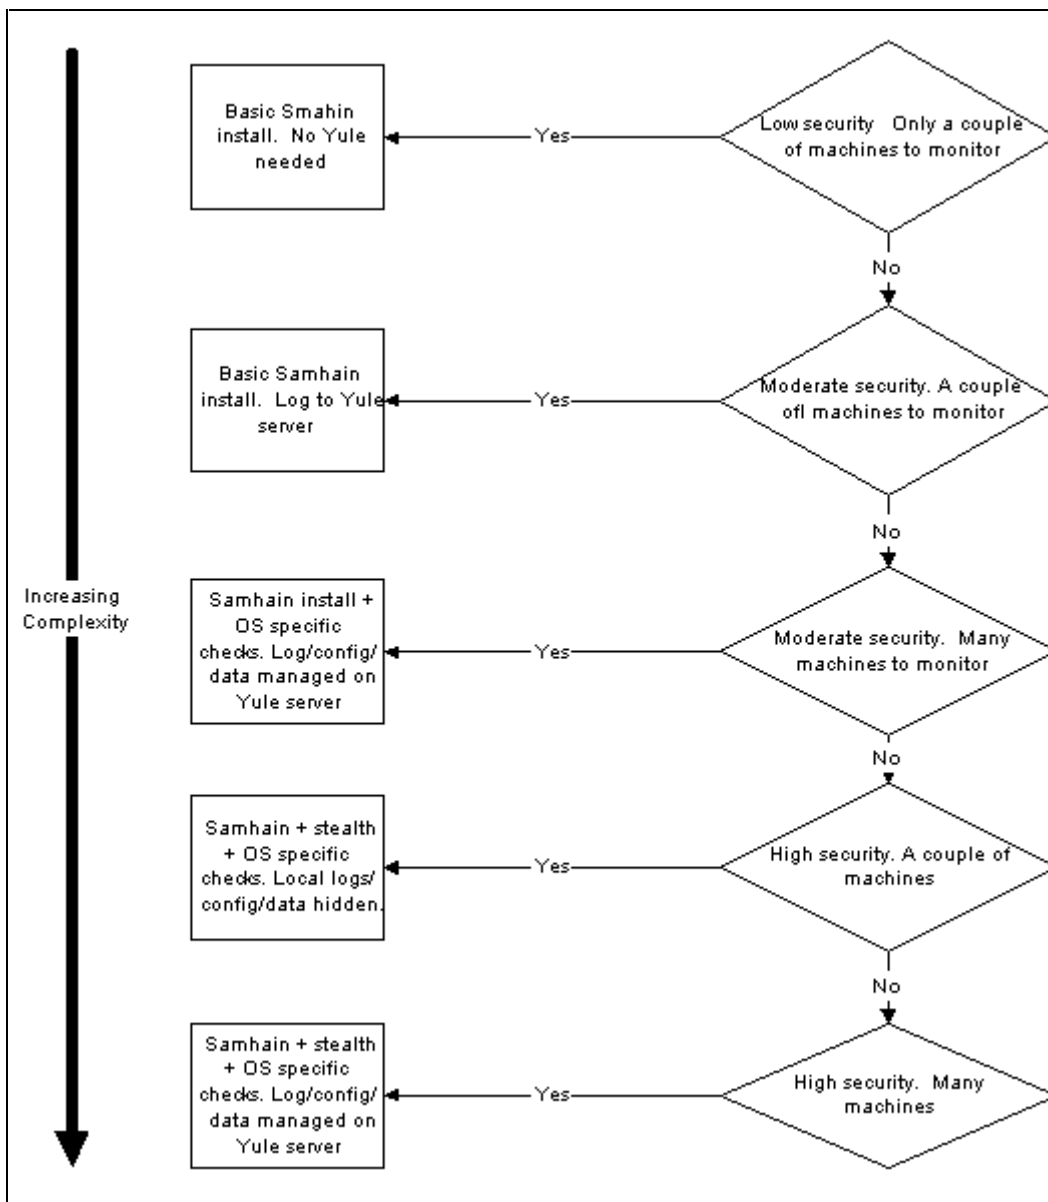 Basic Smahin
install. No Yule
needed
Yes
Low security Only a couple
of machines to monitor
No
Basic Samhain
install. Log to Yule
server
Yes
Moderate security. A couple
ofl machines to monitor
No
Increasing
Complexity
Samhain install +
OS specific
checks. Log/config/
data managed on
Yule server
Yes
Moderate security. Many
machines to monitor
No
Samhain + stealth
+ OS specific
checks. Local logs/
config/data hidden.
Yes
High security. A couple of
machines
No
Samhain + stealth
+ OS specific
checks. Log/config/
data managed on
Yule server
Yes
High security. Many
machines